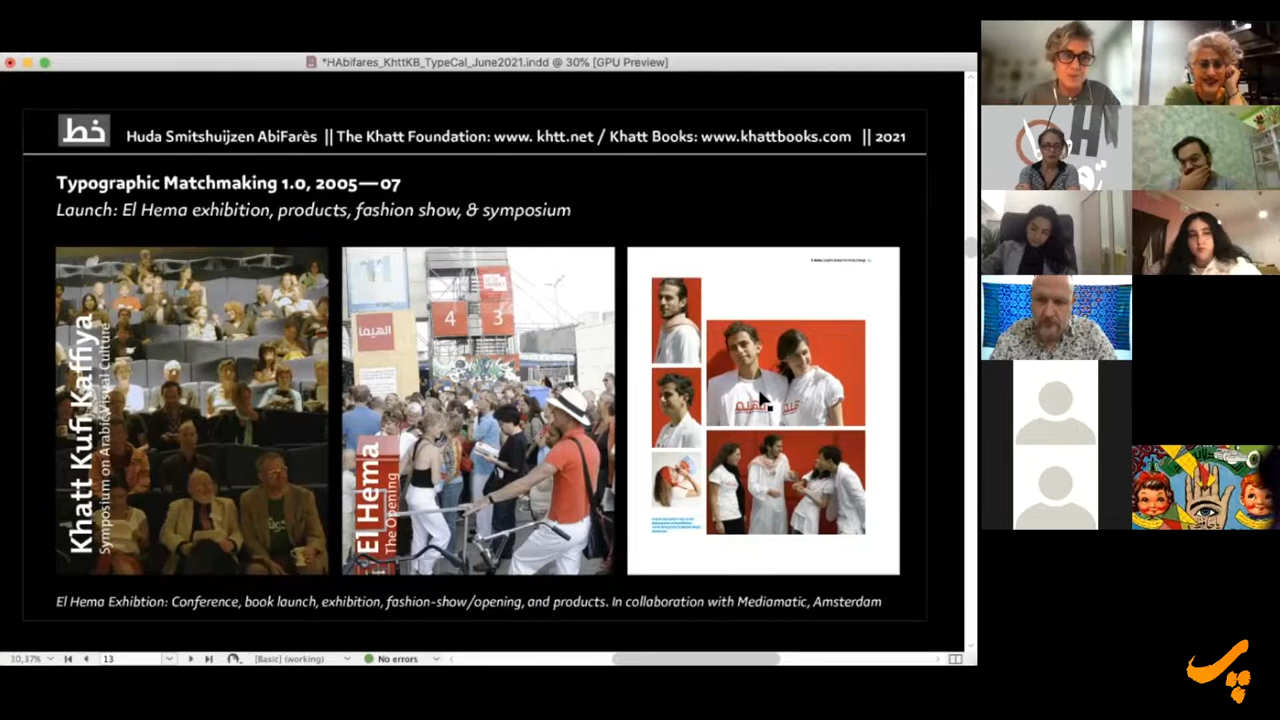 *HAbifares_KhttKB_TypeCal_June2021.indd @ 30% [GPU Preview]
خط
Huda Smitshuijzen AbiFarès || The Khatt Foundation: www. khtt.net / Khatt Books: www.khattbooks.com || 2021
Typographic Matchmaking 1.0, 2005—07
Launch: El Hema exhibition, products, fashion show, & symposium
Khatt Kufi Kaffiya
Symposium on Arabic Visual Culture
الهيما
4
3
El Hema
The Opening
El Hema Exhibtion: Conference, book launch, exhibition, fashion-show/opening, and products. In collaboration with Mediamatic, Amsterdam
30,37%
13
[Basic] (working)
No errors